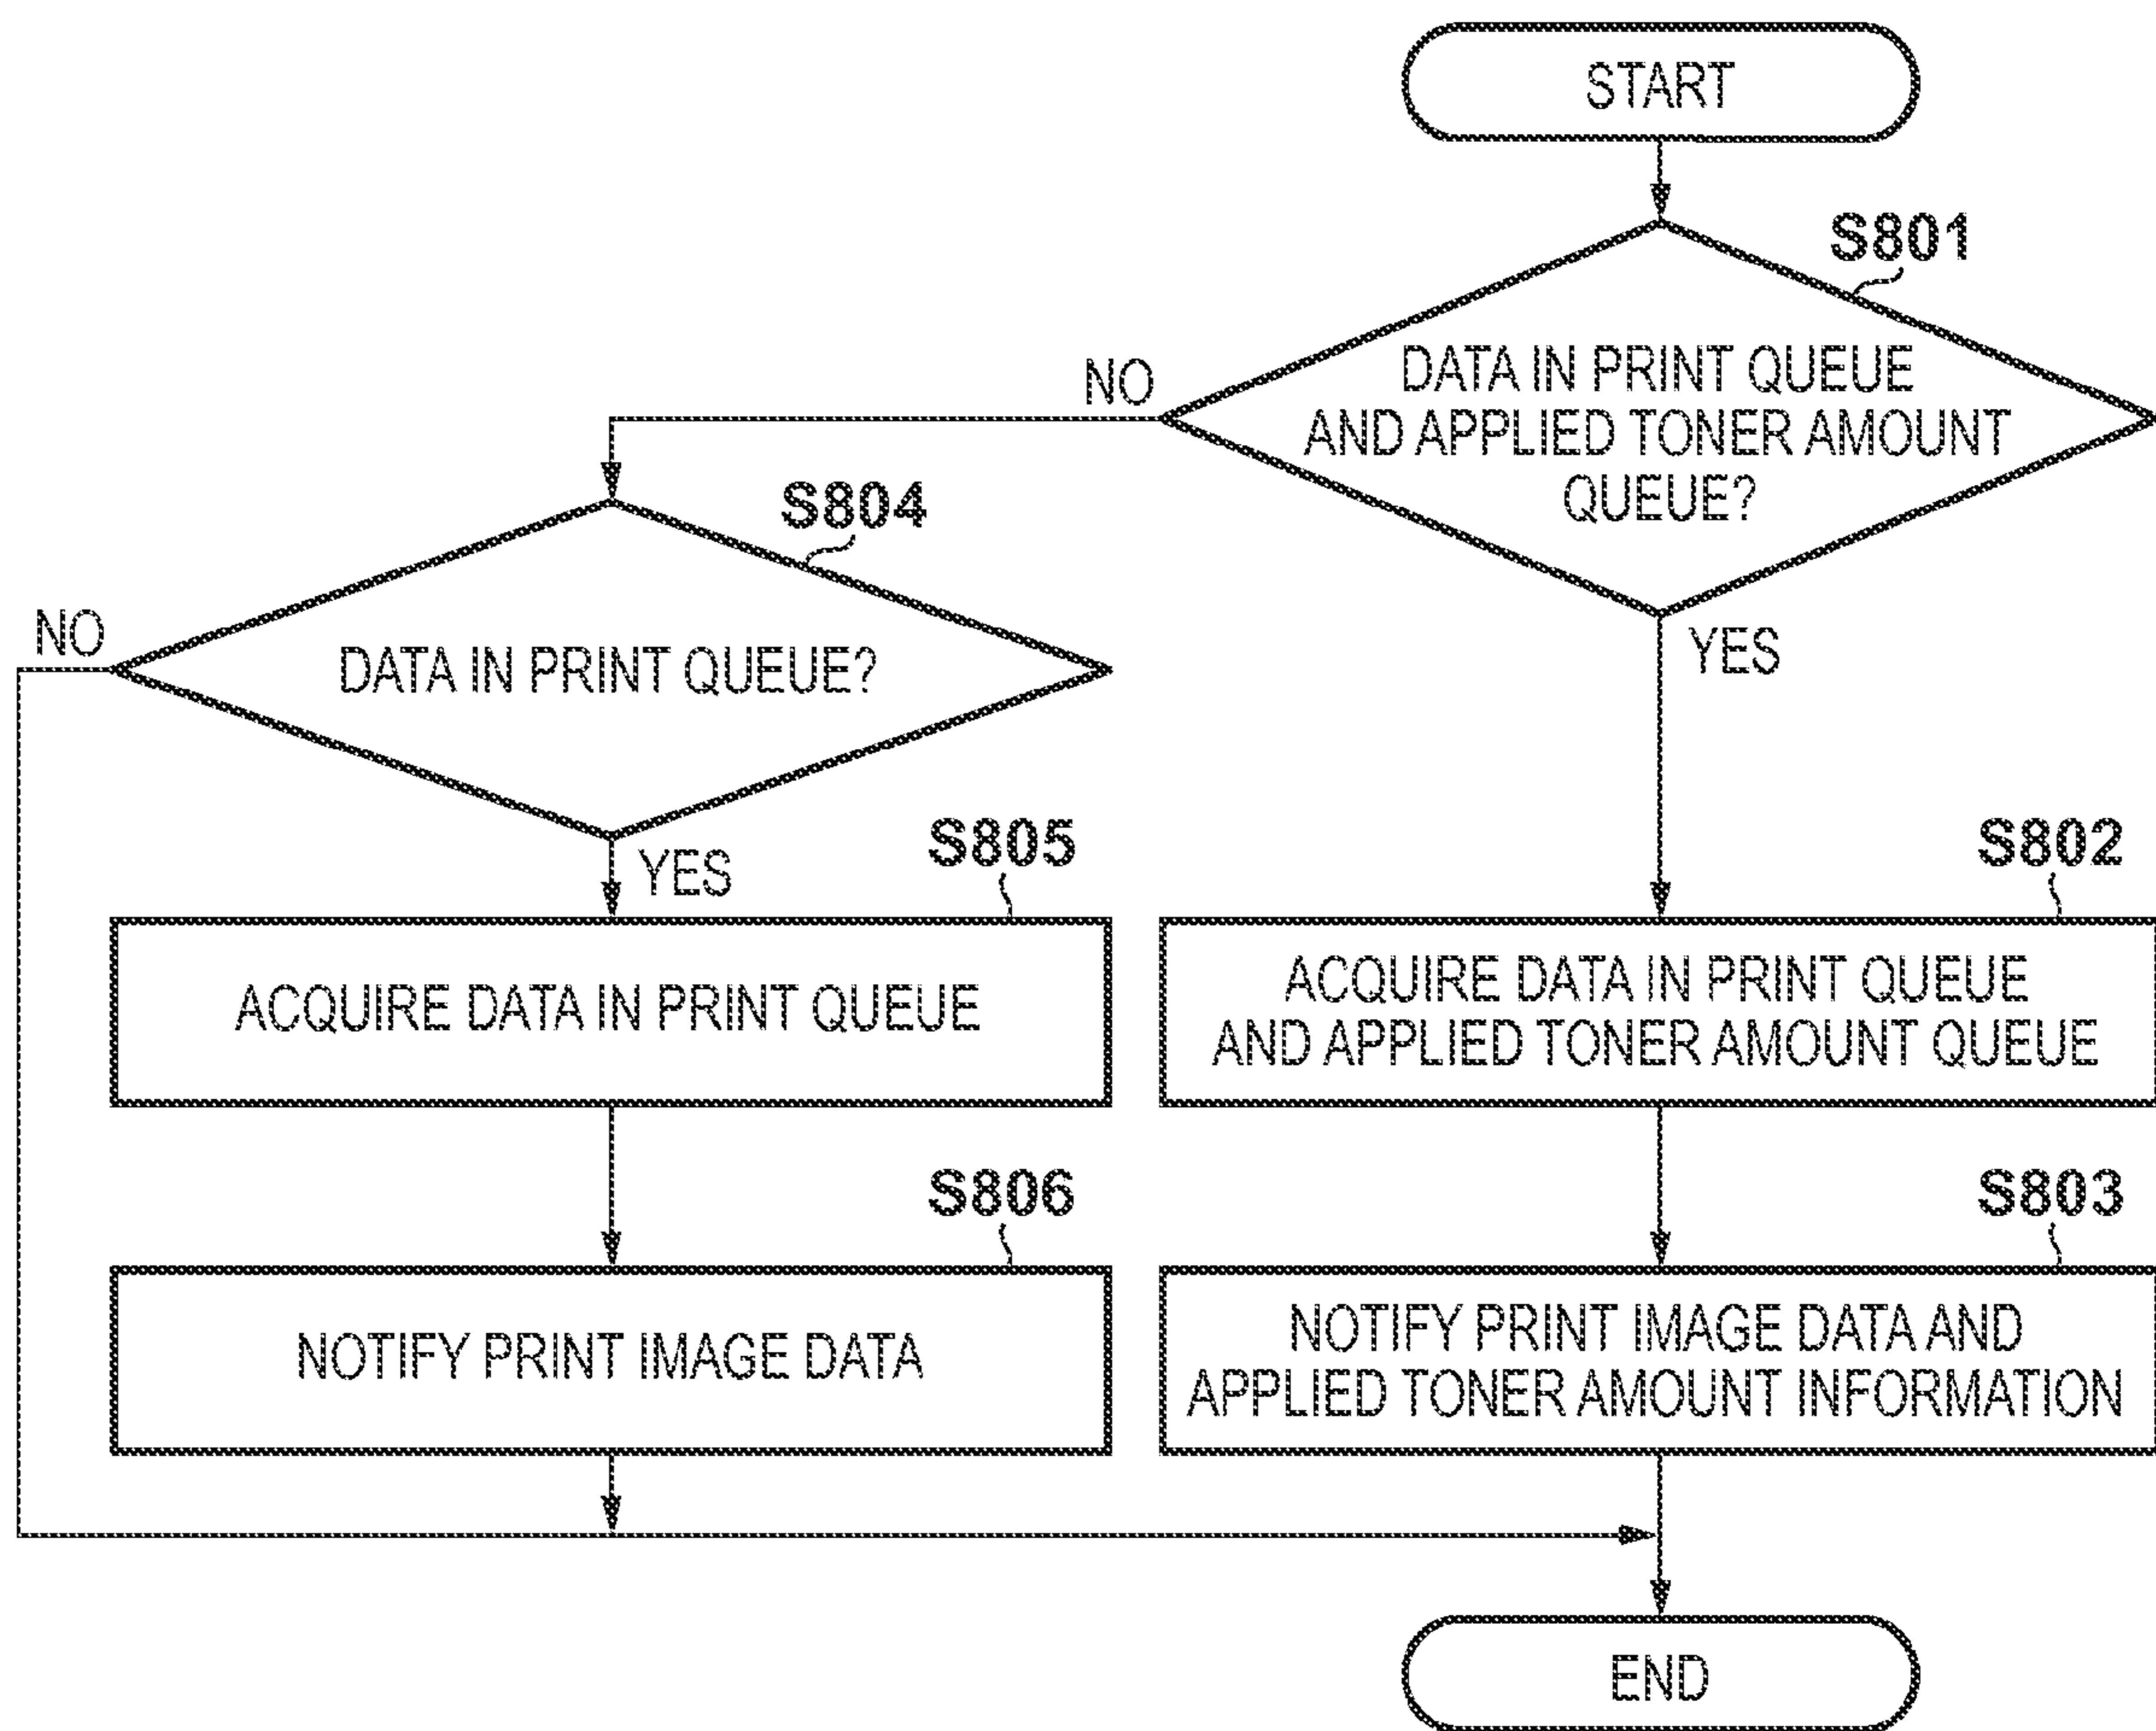 START
S801
DATA IN PRINT QUEUE
AND APPLIED TONER AMOUNT
QUEUE?
NO
YES
S804
DATA IN PRINT QUEUE?
NO
YES
S805
ACQUIRE DATA IN PRINT QUEUE
S802
ACQUIRE DATA IN PRINT QUEUE
AND APPLIED TONER AMOUNT QUEUE
S806
NOTIFY PRINT IMAGE DATA
S803
NOTIFY PRINT IMAGE DATA AND
APPLIED TONER AMOUNT INFORMATION
END